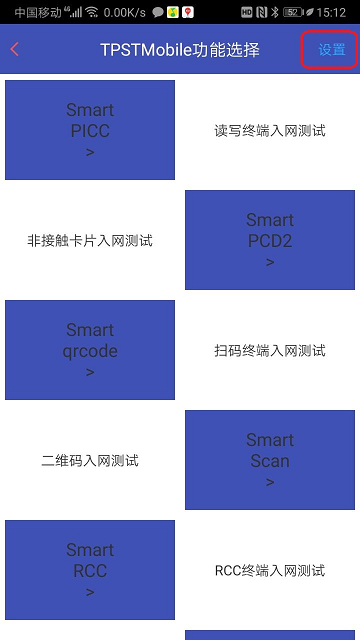 中国移动 4G 0.00K/s HD N 52 15:12
TPSTMobile功能选择 设置
Smart
PICC
>
读写终端入网测试
非接触卡片入网测试
Smart
PCD2
>
Smart
qrcode
>
扫码终端入网测试
二维码入网测试
Smart
Scan
>
Smart
RCC
>
RCC终端入网测试